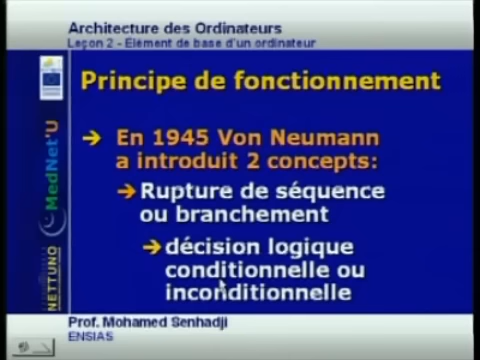 Architecture des Ordinateurs
Leçon 2 - Elément de base d'un ordinateur
Principe de fonctionnement
En 1945 Von Neumann
a introduit 2 concepts:
Rupture de séquence
ou branchement
décision logique
conditionnelle ou
inconditionnelle
NETTUNO MedNet'U
Prof. Mohamed Senhadji
ENSIAS